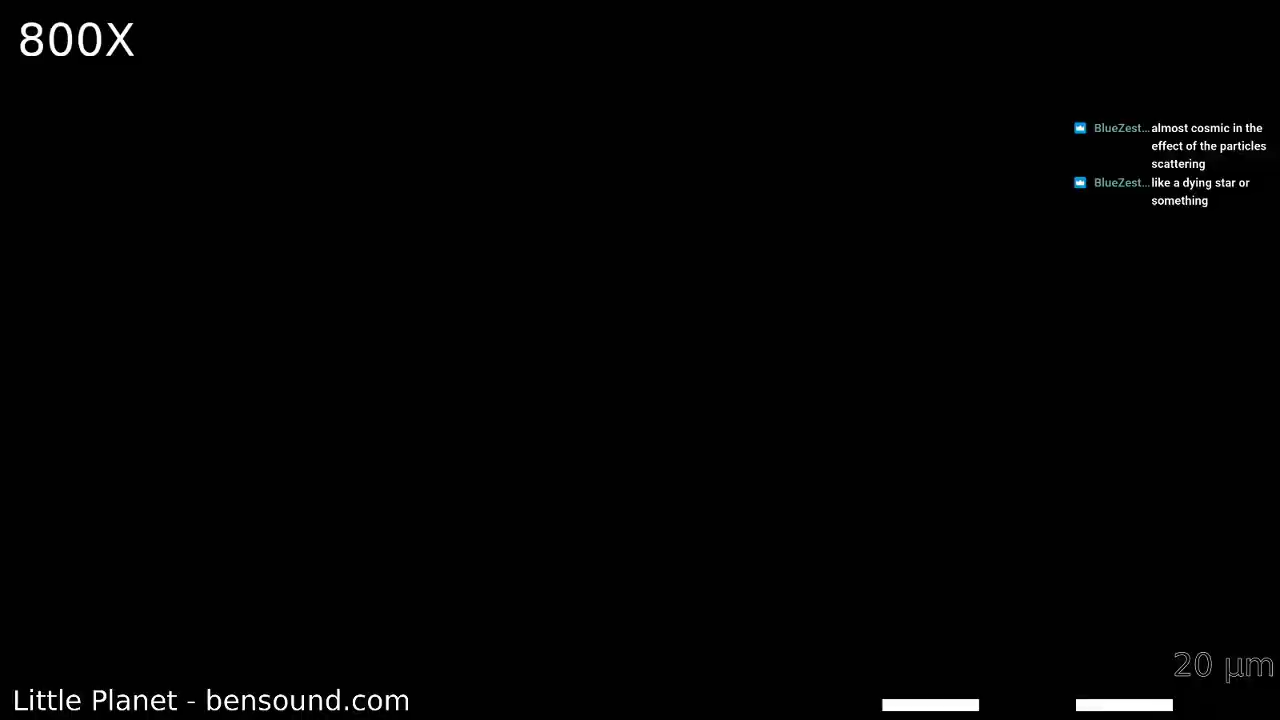 800X
BlueZest... almost cosmic in the
effect of the particles
scattering
BlueZest... like a dying star or
something
20 µm
Little Planet - bensound.com